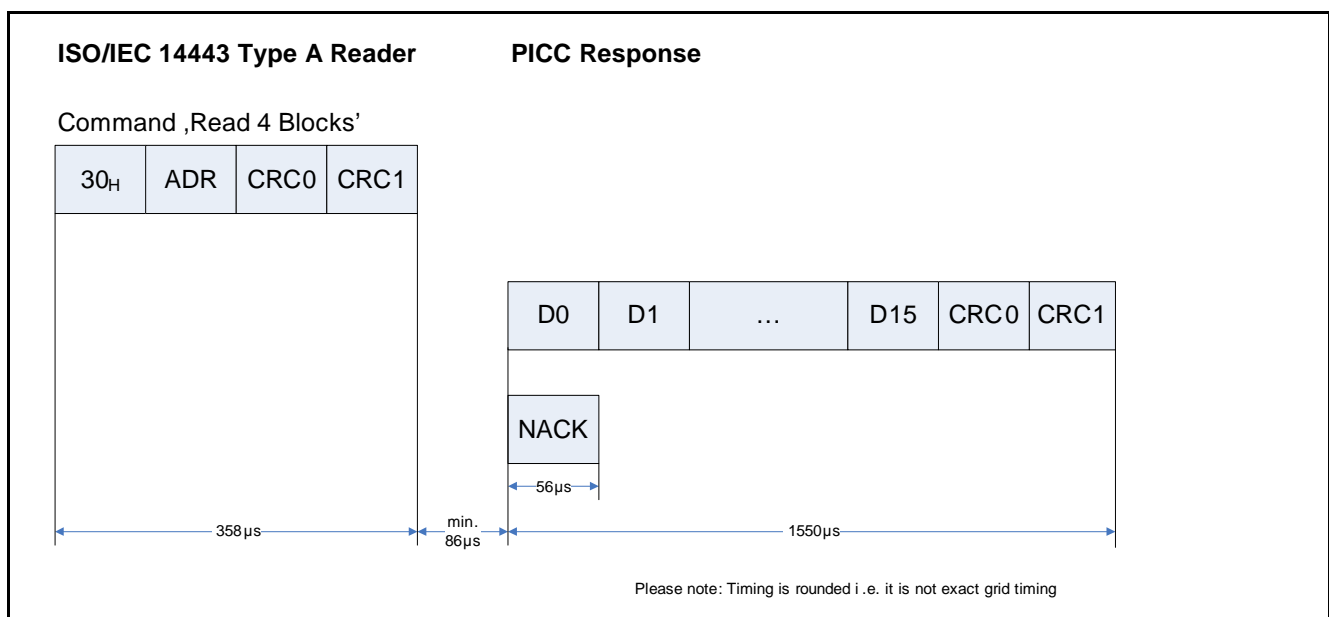 ISO/IEC 14443 Type A Reader
PICC Response
Command ‚Read 4 Blocks’
30H ADR CRC0 CRC1
D0 D1 … D15 CRC0 CRC1
NACK
56µs
358µs
min.
86µs
1550µs
Please note: Timing is rounded i .e. it is not exact grid timing